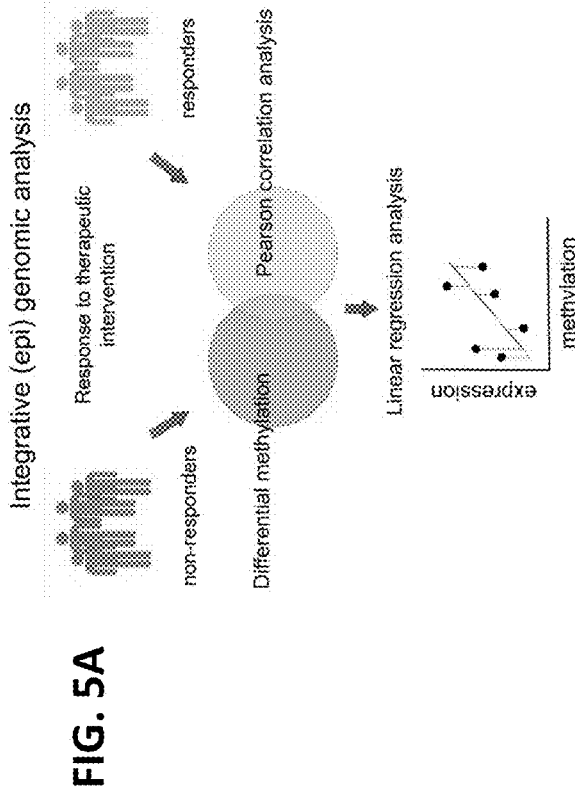 FIG. 5A
Integrative (epi) genomic analysis
Response to therapeutic
intervention
non-responders
responders
Differential methylation
Pearson correlation analysis
Linear regression analysis
expression
methylation